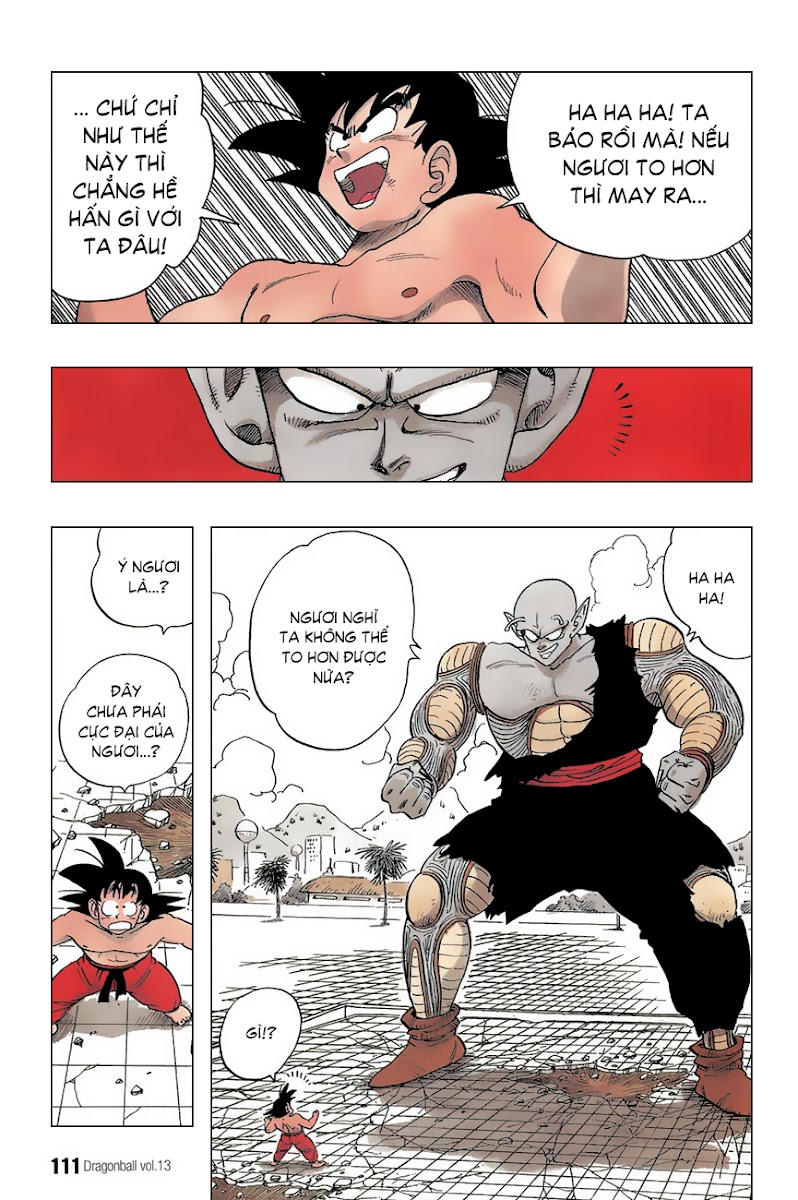 HA HA HA! TA
BẢO RỒI MÀ! NẾU
NGƯƠI TO HƠN
THÌ MAY RA...
... CHỨ CHỈ
NHƯ THẾ
NÀY THÌ
CHẲNG HỀ
HẤN GÌ VỚI
TA ĐÂU!
HA HA
HA!
NGƯƠI NGHĨ
TA KHÔNG THỂ
TO HƠN ĐƯỢC
NỮA?
GÌ!?
Ý NGƯƠI
LÀ...?
ĐÂY
CHƯA PHẢI
CỰC ĐẠI CỦA
NGƯƠI...?
111 Dragonball vol.13